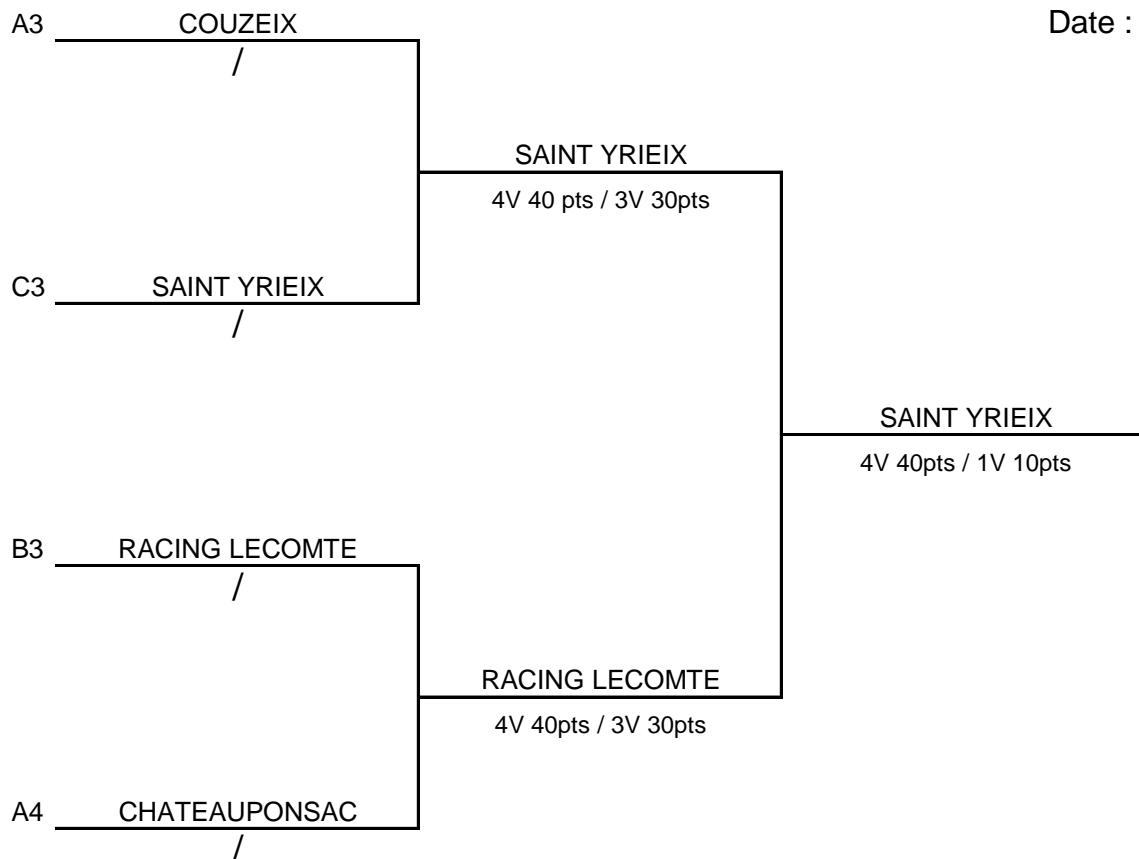 A3 COUZEIX
Date :
/
SAINT YRIEIX
4V 40 pts / 3V 30pts
C3 SAINT YRIEIX
/
SAINT YRIEIX
4V 40pts / 1V 10pts
B3 RACING LECOMTE
/
RACING LECOMTE
4V 40pts / 3V 30pts
A4 CHATEAUPONSAC
/